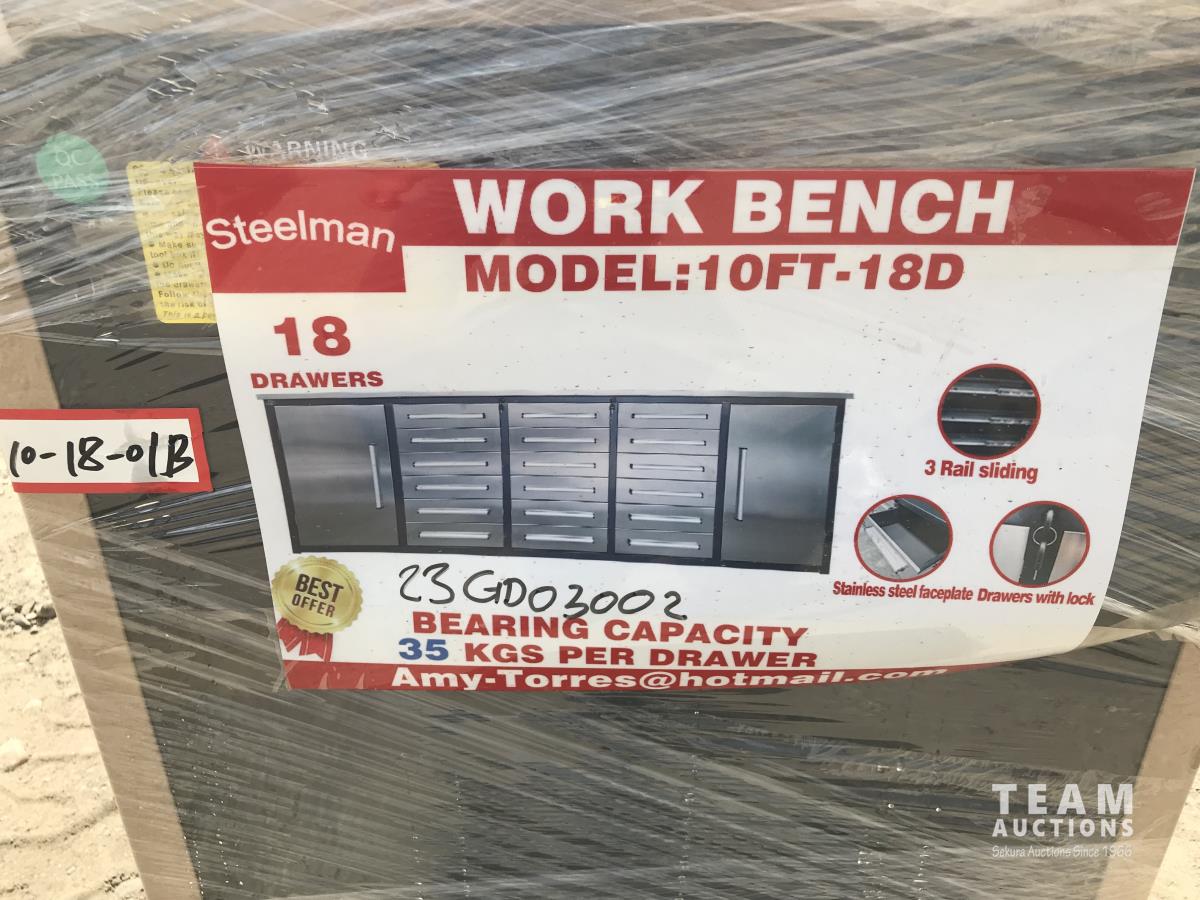 QC
PASS
WARNING
Steelman
WORK BENCH
MODEL:10FT-18D
18
DRAWERS
10-18-01B
3 Rail sliding
Stainless steel faceplate
Drawers with lock
BEST
OFFER
23GD03002
BEARING CAPACITY
35 KGS PER DRAWER
Amy-Torres@hotmail.com
TEAM
AUCTIONS
Sekura Auctions Since 1966